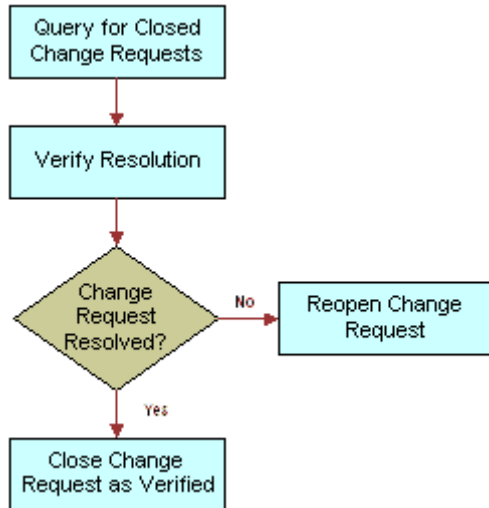 Query for Closed
Change Requests
Verify Resolution
Change
Request
Resolved?
No
Reopen Change
Request
Yes
Close Change
Request as Verified